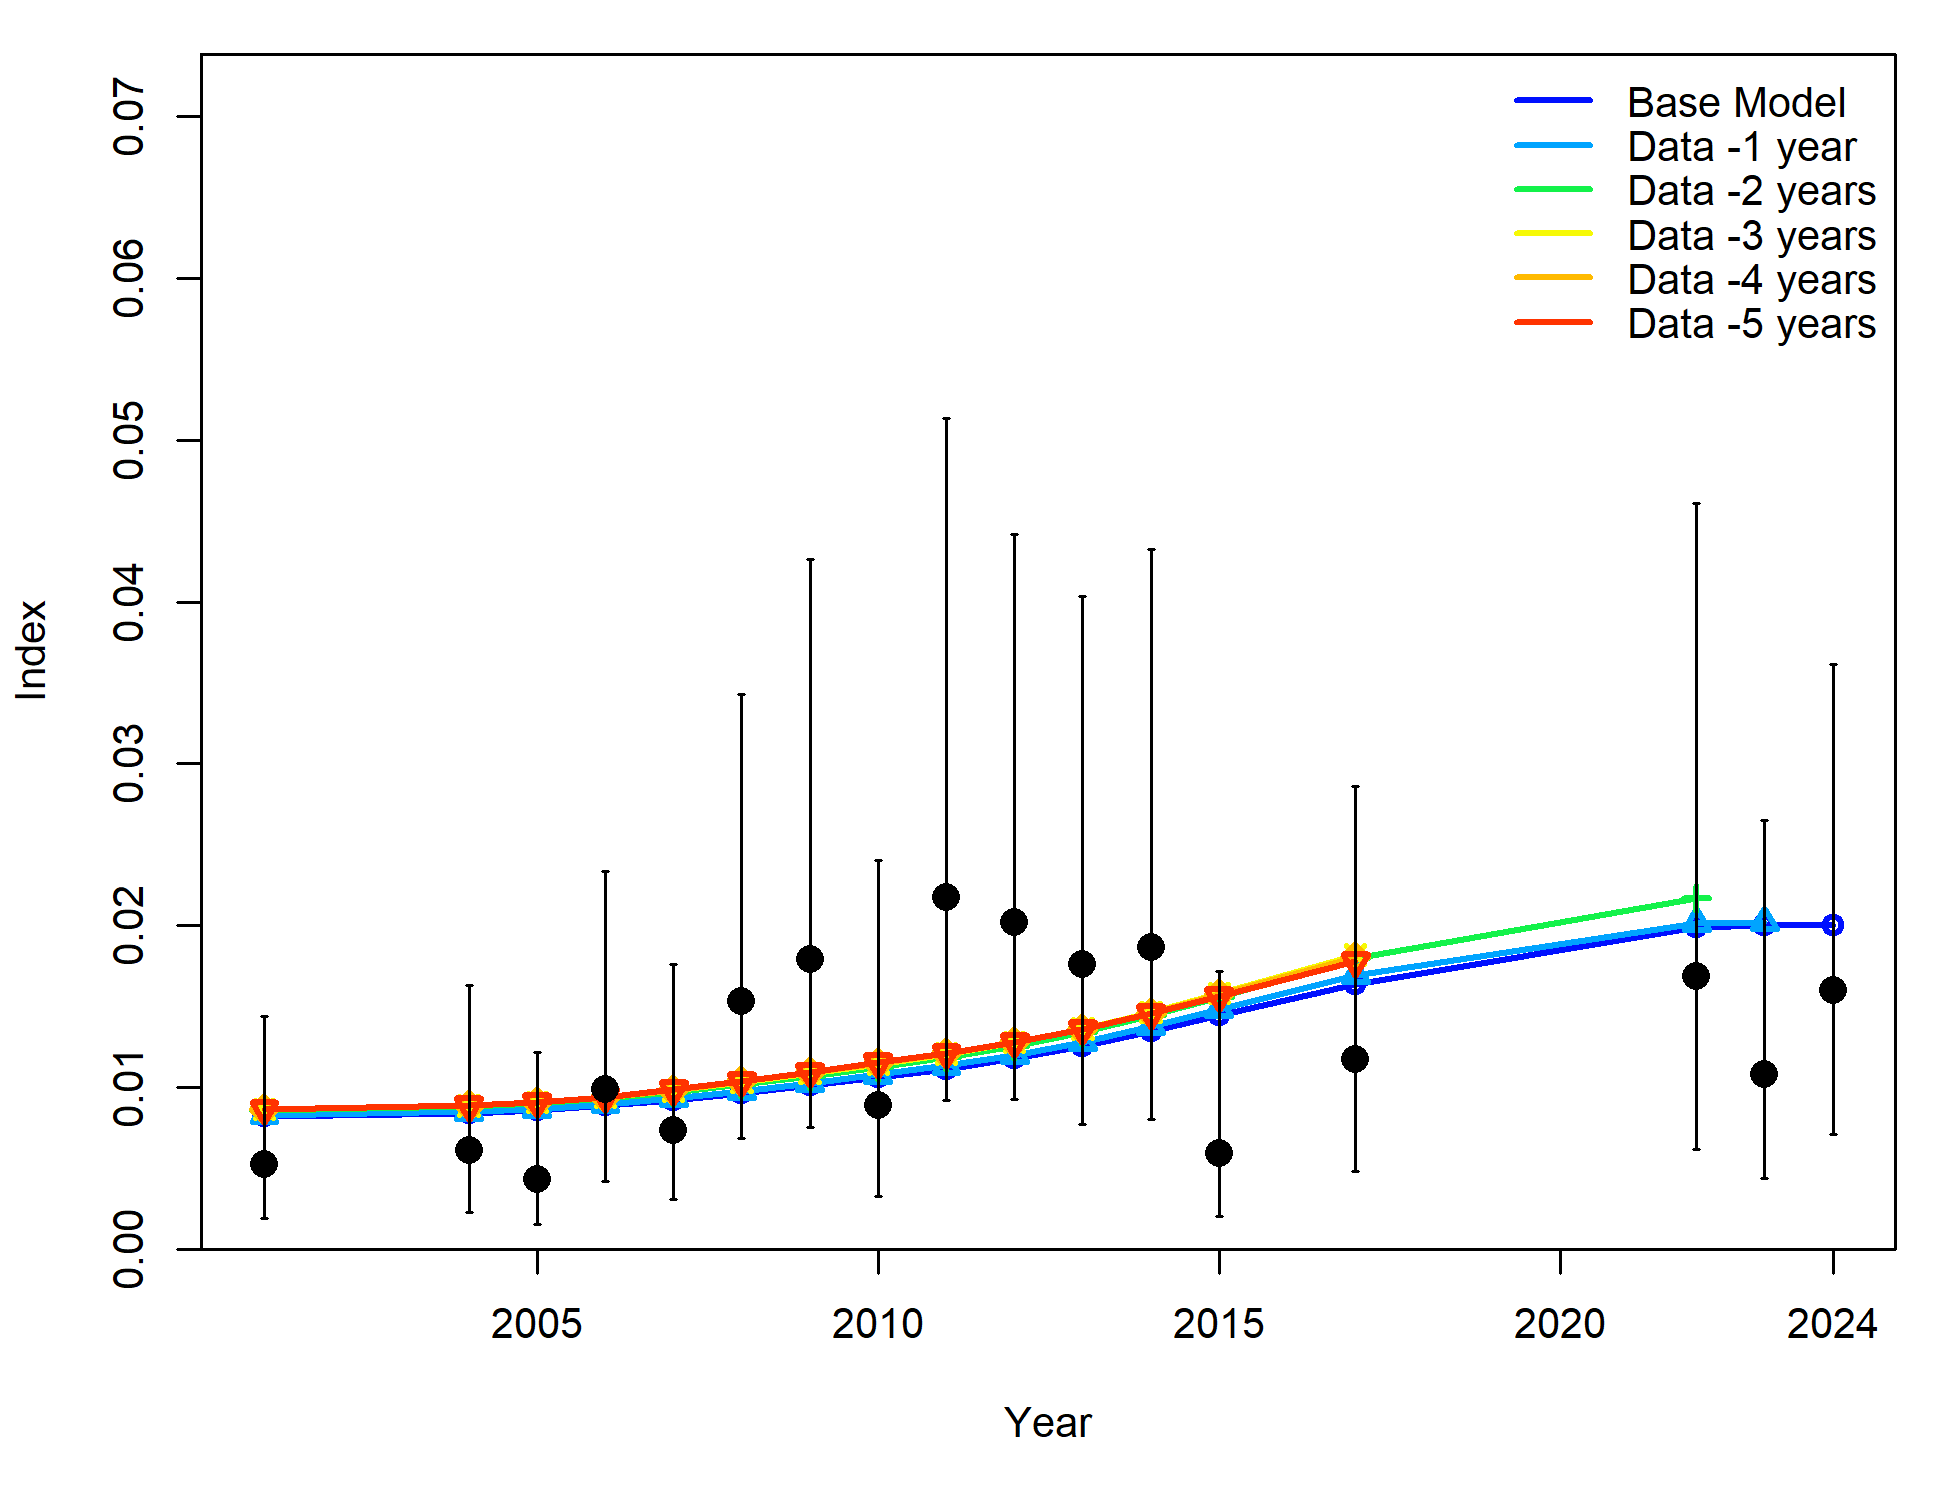 Base Model
Data -1 year
Data -2 years
Data -3 years
Data -4 years
Data -5 years
0.07
0.06
0.05
0.04
0.03
0.02
0.01
0.00
Index
2005 2010 2015 2020 2024
Year